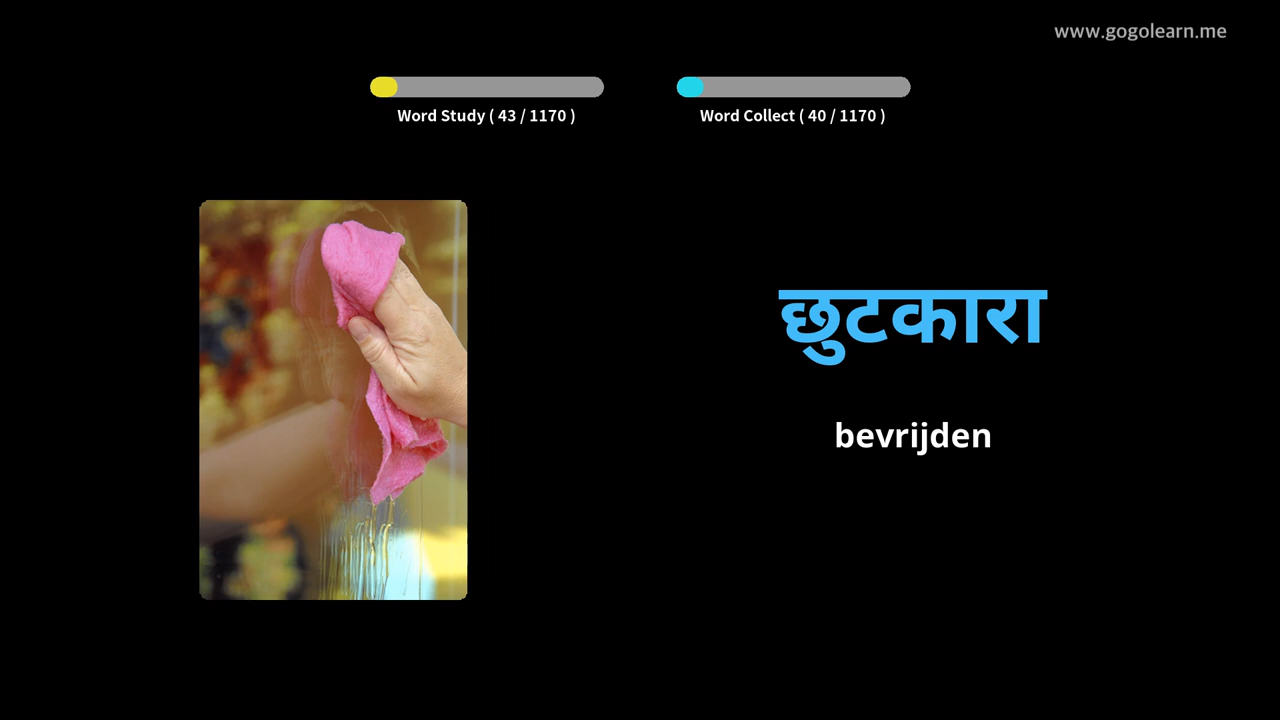 www.gogolearn.me
Word Study ( 43 / 1170 )
Word Collect ( 40 / 1170 )
छुटकारा
bevrijden